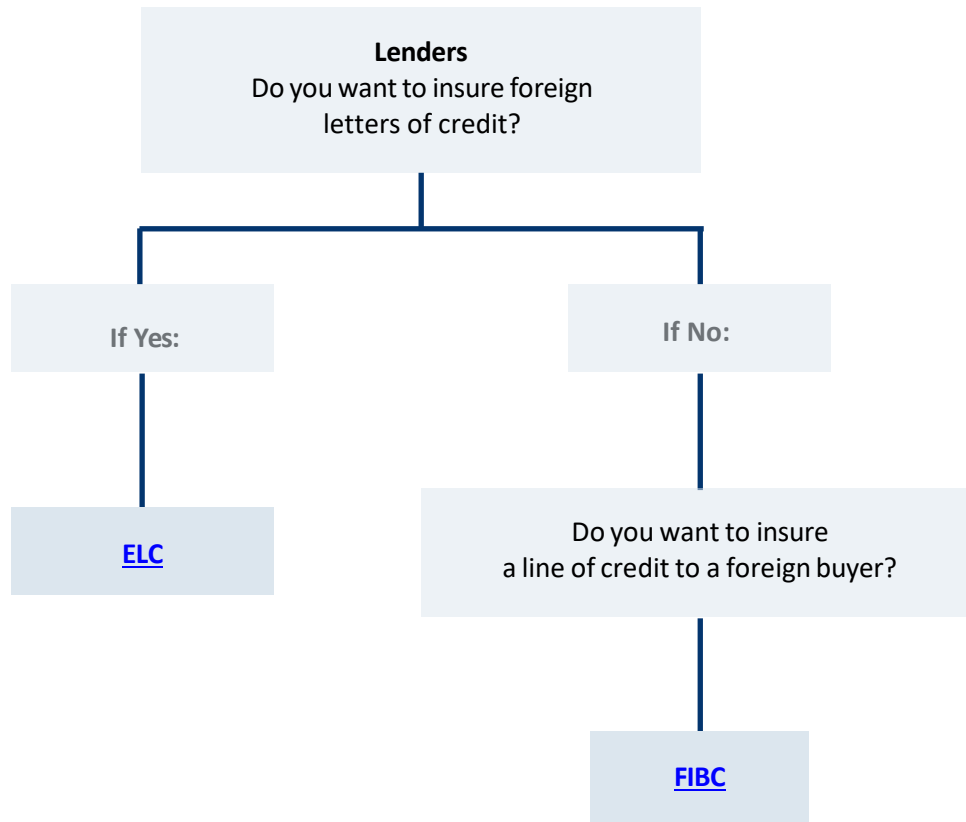 Lenders
Do you want to insure foreign
letters of credit?
If Yes:
If No:
ELC
Do you want to insure
a line of credit to a foreign buyer?
FIBC